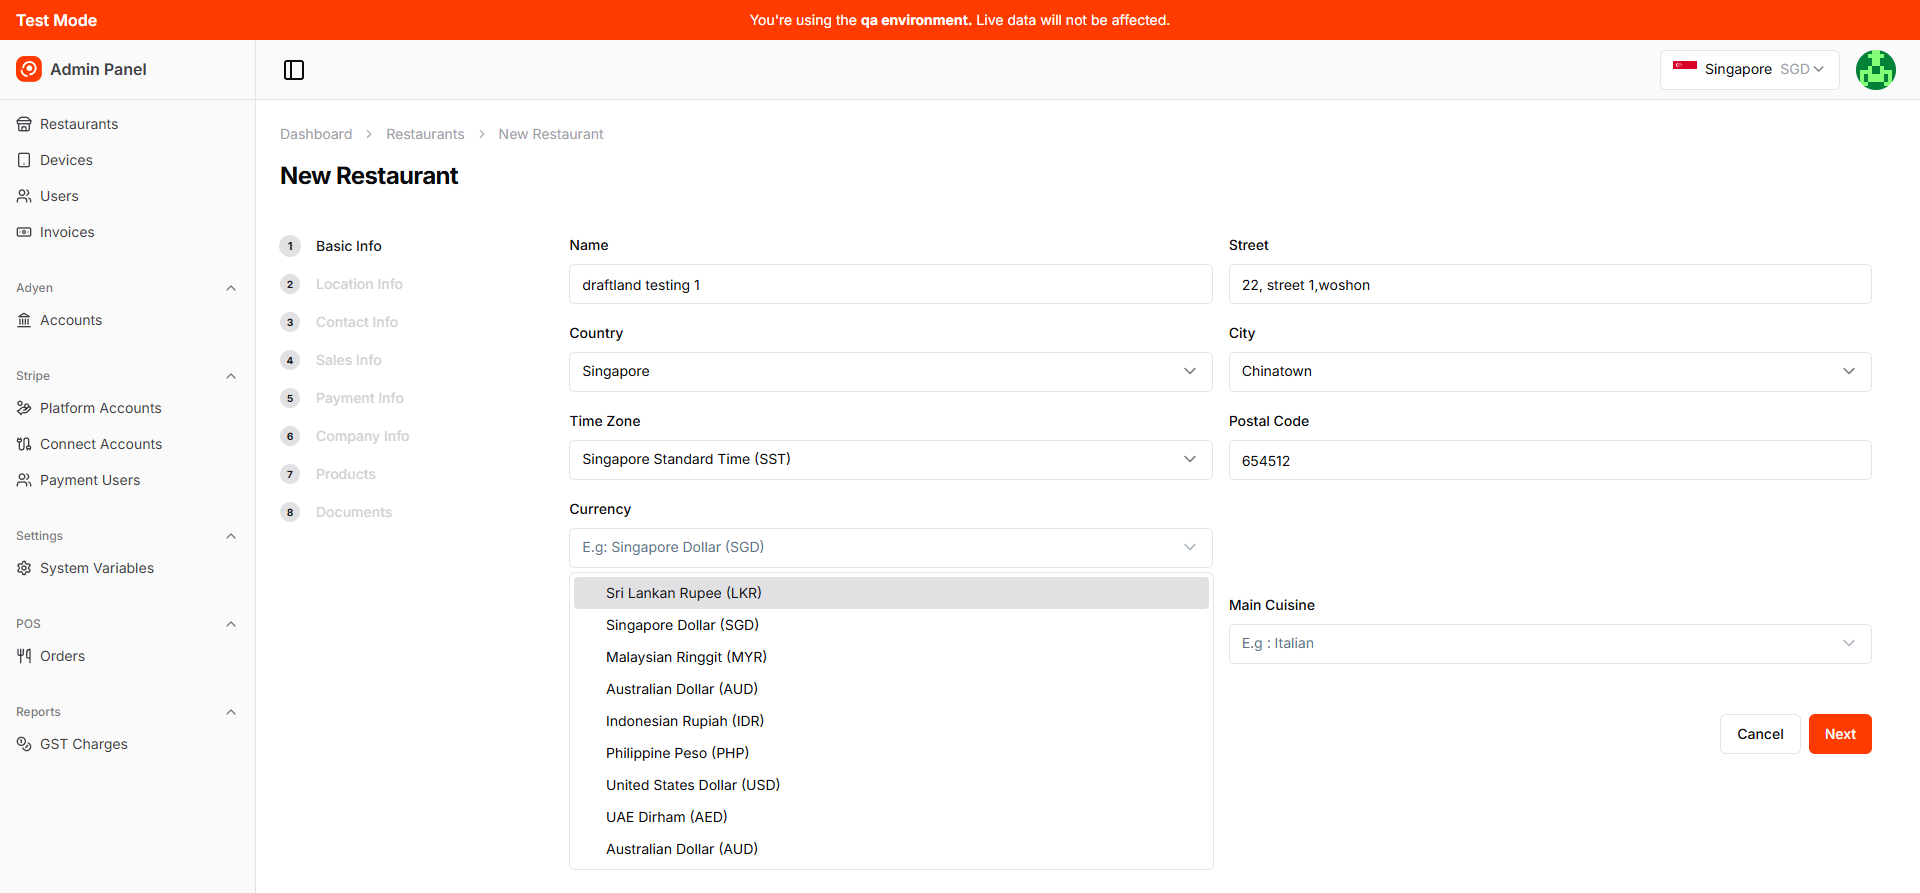 Test Mode
You're using the qa environment. Live data will not be affected.
Admin Panel
Singapore SGD
Restaurants
Devices
Users
Invoices
Adyen
Accounts
Stripe
Platform Accounts
Connect Accounts
Payment Users
Settings
System Variables
POS
Orders
Reports
GST Charges
Dashboard > Restaurants > New Restaurant
New Restaurant
1 Basic Info
2 Location Info
3 Contact Info
4 Sales Info
5 Payment Info
6 Company Info
7 Products
8 Documents
Name
draftland testing 1
Street
22, street 1,woshon
Country
Singapore
City
Chinatown
Time Zone
Singapore Standard Time (SST)
Postal Code
654512
Currency
E.g: Singapore Dollar (SGD)
Sri Lankan Rupee (LKR)
Singapore Dollar (SGD)
Malaysian Ringgit (MYR)
Australian Dollar (AUD)
Indonesian Rupiah (IDR)
Philippine Peso (PHP)
United States Dollar (USD)
UAE Dirham (AED)
Australian Dollar (AUD)
Main Cuisine
E.g : Italian
Cancel
Next